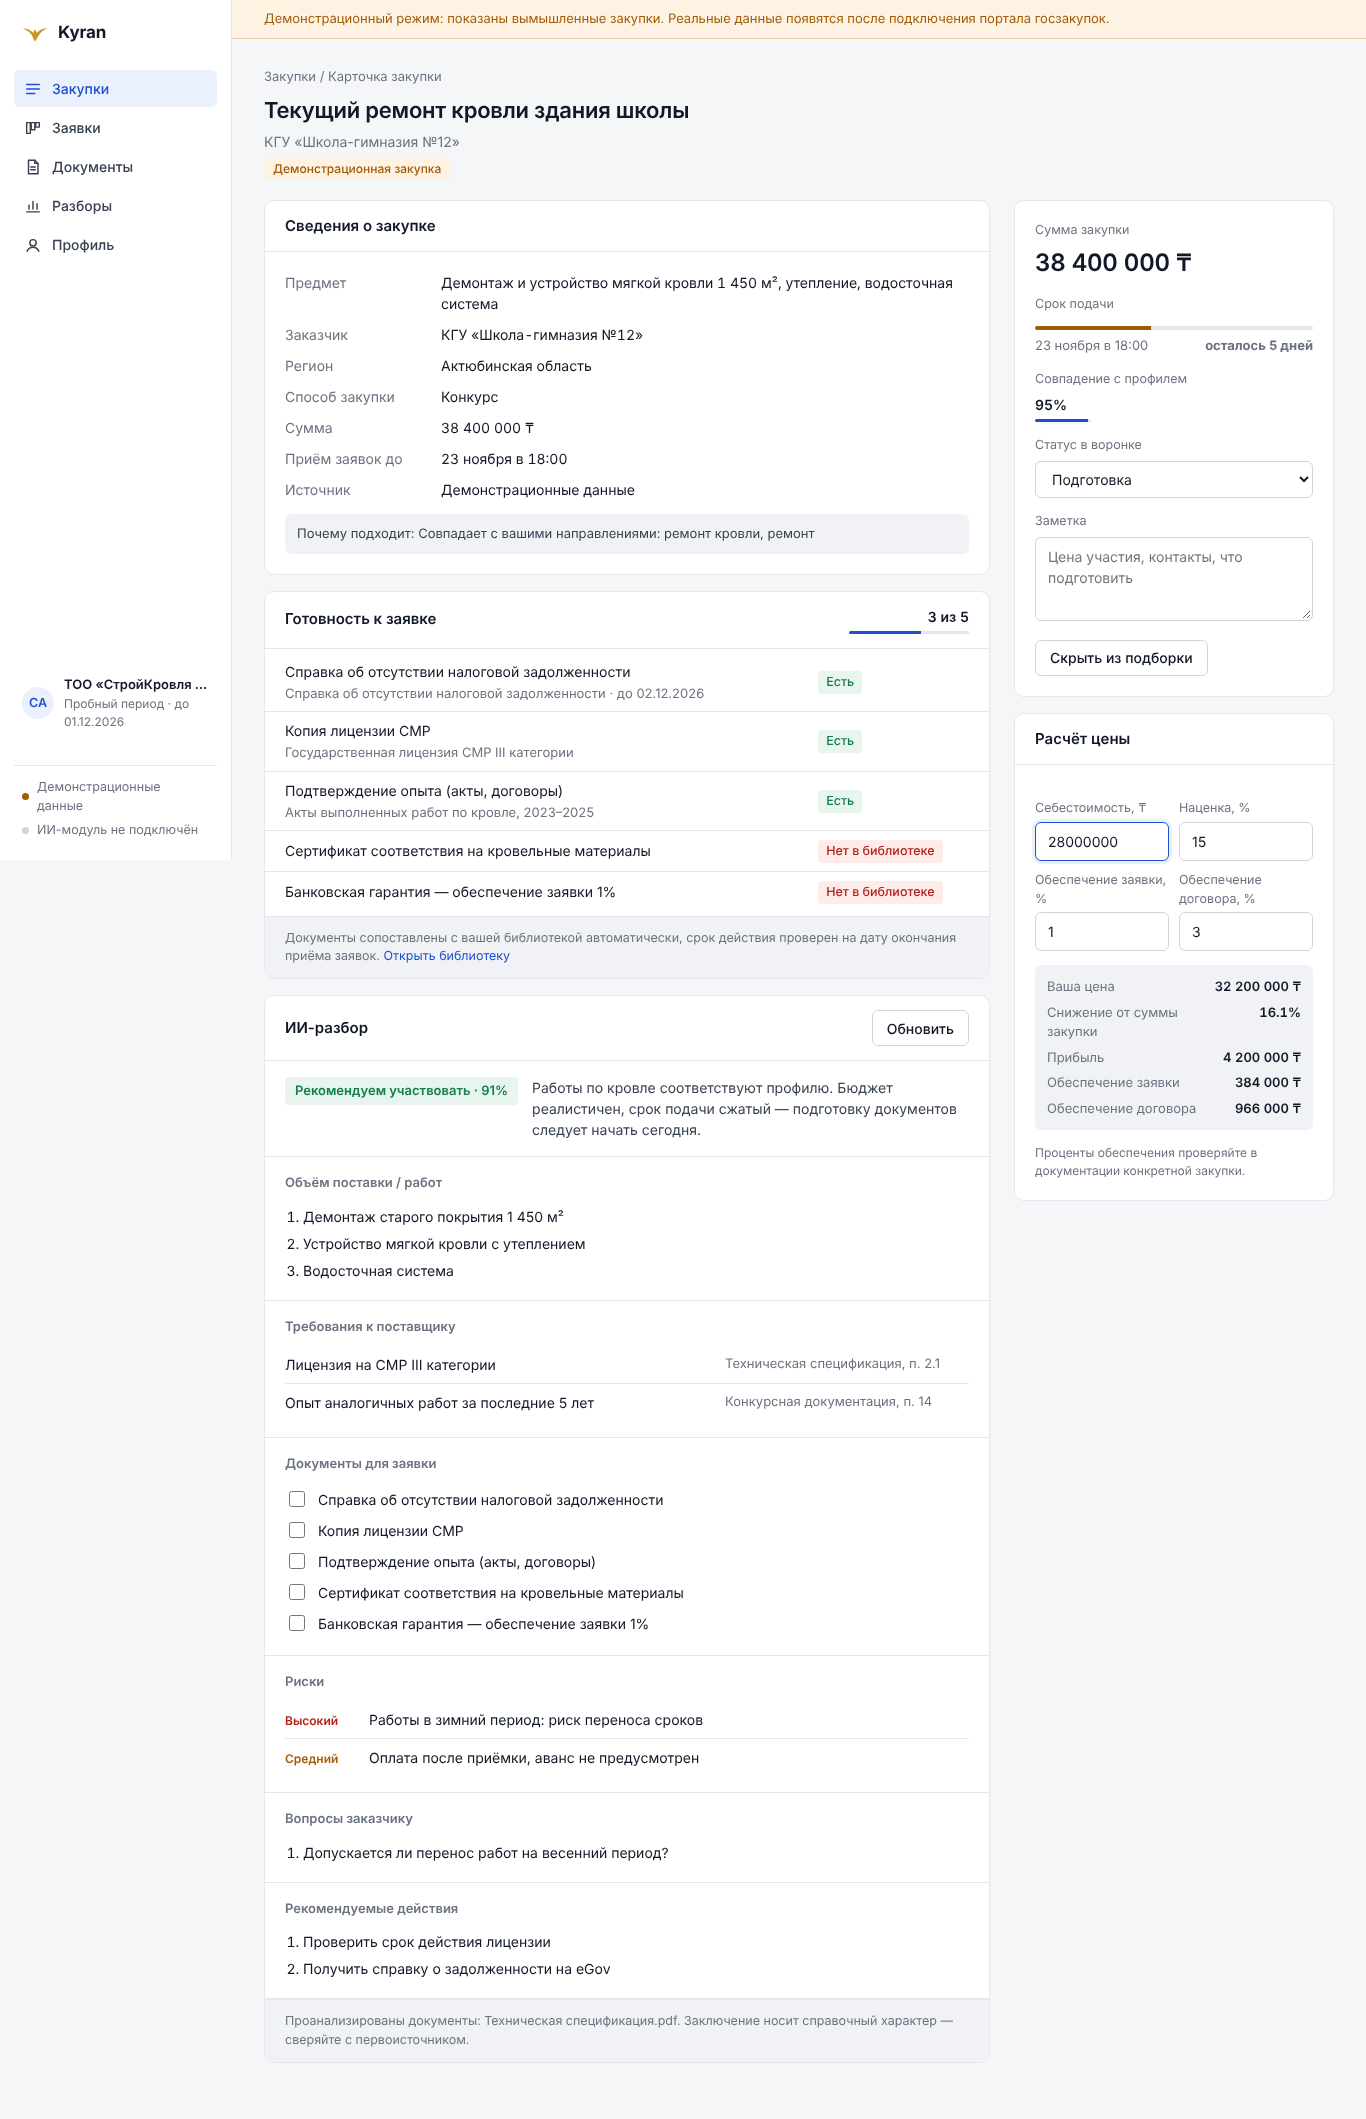 Kyran
Закупки
Заявки
Документы
Разборы
Профиль
ТОО «СтройКровля ...
СА
Пробный период · до
01.12.2026
Демонстрационные
данные
ИИ-модуль не подключён
Демонстрационный режим: показаны вымышленные закупки. Реальные данные появятся после подключения портала госзакупок.
Закупки / Карточка закупки
Текущий ремонт кровли здания школы
КГУ «Школа-гимназия №12»
Демонстрационная закупка
Сведения о закупке
Предмет Демонтаж и устройство мягкой кровли 1 450 м², утепление, водосточная
система
Заказчик КГУ «Школа-гимназия №12»
Регион Актюбинская область
Способ закупки Конкурс
Сумма 38 400 000 ₸
Приём заявок до 23 ноября в 18:00
Источник Демонстрационные данные
Почему подходит: Совпадает с вашими направлениями: ремонт кровли, ремонт
Готовность к заявке 3 из 5
Справка об отсутствии налоговой задолженности
Справка об отсутствии налоговой задолженности · до 02.12.2026
Есть
Копия лицензии СМР
Государственная лицензия СМР III категории
Есть
Подтверждение опыта (акты, договоры)
Акты выполненных работ по кровле, 2023–2025
Есть
Сертификат соответствия на кровельные материалы Нет в библиотеке
Банковская гарантия — обеспечение заявки 1% Нет в библиотеке
Документы сопоставлены с вашей библиотекой автоматически, срок действия проверен на дату окончания
приёма заявок. Открыть библиотеку
ИИ-разбор Обновить
Рекомендуем участвовать · 91%
Работы по кровле соответствуют профилю. Бюджет
реалистичен, срок подачи сжатый — подготовку документов
следует начать сегодня.
Объём поставки / работ
1. Демонтаж старого покрытия 1 450 м²
2. Устройство мягкой кровли с утеплением
3. Водосточная система
Требования к поставщику
Лицензия на СМР III категории Техническая спецификация, п. 2.1
Опыт аналогичных работ за последние 5 лет Конкурсная документация, п. 14
Документы для заявки
Справка об отсутствии налоговой задолженности
Копия лицензии СМР
Подтверждение опыта (акты, договоры)
Сертификат соответствия на кровельные материалы
Банковская гарантия — обеспечение заявки 1%
Риски
Высокий Работы в зимний период: риск переноса сроков
Средний Оплата после приёмки, аванс не предусмотрен
Вопросы заказчику
1. Допускается ли перенос работ на весенний период?
Рекомендуемые действия
1. Проверить срок действия лицензии
2. Получить справку о задолженности на eGov
Проанализированы документы: Техническая спецификация.pdf. Заключение носит справочный характер —
сверяйте с первоисточником.
Сумма закупки
38 400 000 ₸
Срок подачи
23 ноября в 18:00 осталось 5 дней
Совпадение с профилем
95%
Статус в воронке
Подготовка
Заметка
Цена участия, контакты, что
подготовить
Скрыть из подборки
Расчёт цены
Себестоимость, ₸ Наценка, %
28000000 15
Обеспечение заявки,
%
Обеспечение
договора, %
1 3
Ваша цена 32 200 000 ₸
Снижение от суммы
закупки
16.1%
Прибыль 4 200 000 ₸
Обеспечение заявки 384 000 ₸
Обеспечение договора 966 000 ₸
Проценты обеспечения проверяйте в
документации конкретной закупки.